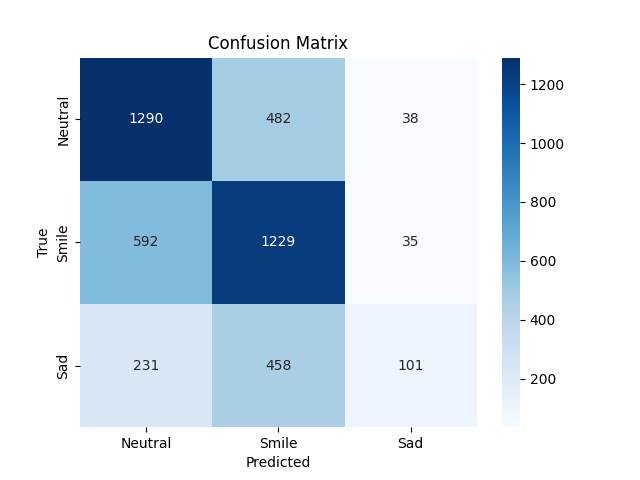 Confusion Matrix
True
Neutral
1290 482 38
Smile
592 1229 35
Sad
231 458 101
Neutral Smile Sad
Predicted
1200
1000
800
600
400
200